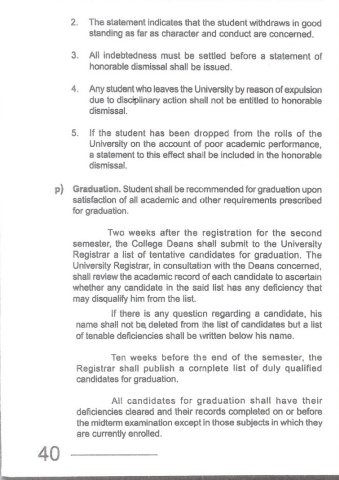 2. The statement indicates that the student withdraws in good
standing as far as character and conduct are concerned.
3. All indebtedness must be settled before a statement of
honorable dismissal shall be issued.
4. Any student who leaves the University by reason of expulsion
due to disciplinary action shall not be entitled to honorable
dismissal.
5. If the student has been dropped from the rolls of the
University on the account of poor academic performance,
a statement to this effect shall be included in the honorable
dismissal.
p) Graduation. Student shall be recommended for graduation upon
satisfaction of all academic and other requirements prescribed
for graduation.
Two weeks after the registration for the second
semester, the College Deans shall submit to the University
Registrar a list of tentative candidates for graduation. The
University Registrar, in consultation with the Deans concerned,
shall review the academic record of each candidate to ascertain
whether any candidate in the said list has any deficiency that
may disqualify him from the list.
If there is any question regarding a candidate, his
name shall not be deleted from the list of candidates but a list
of tenable deficiencies shall be written below his name.
Ten weeks before the end of the semester, the
Registrar shall publish a complete list of duly qualified
candidates for graduation.
All candidates for graduation shall have their
deficiencies cleared and their records completed on or before
the midterm examination except in those subjects in which they
are currently enrolled.
40